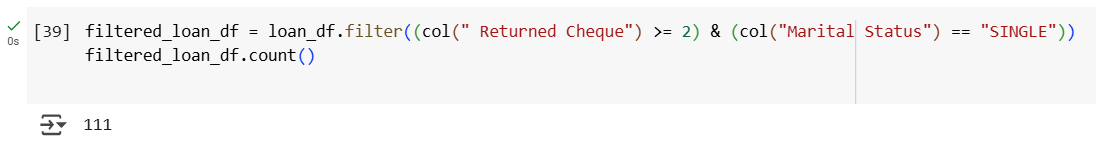 [39] filtered_loan_df = loan_df.filter((col(" Returned Cheque") >= 2) & (col("Marital Status") == "SINGLE"))
0s filtered_loan_df.count()
111